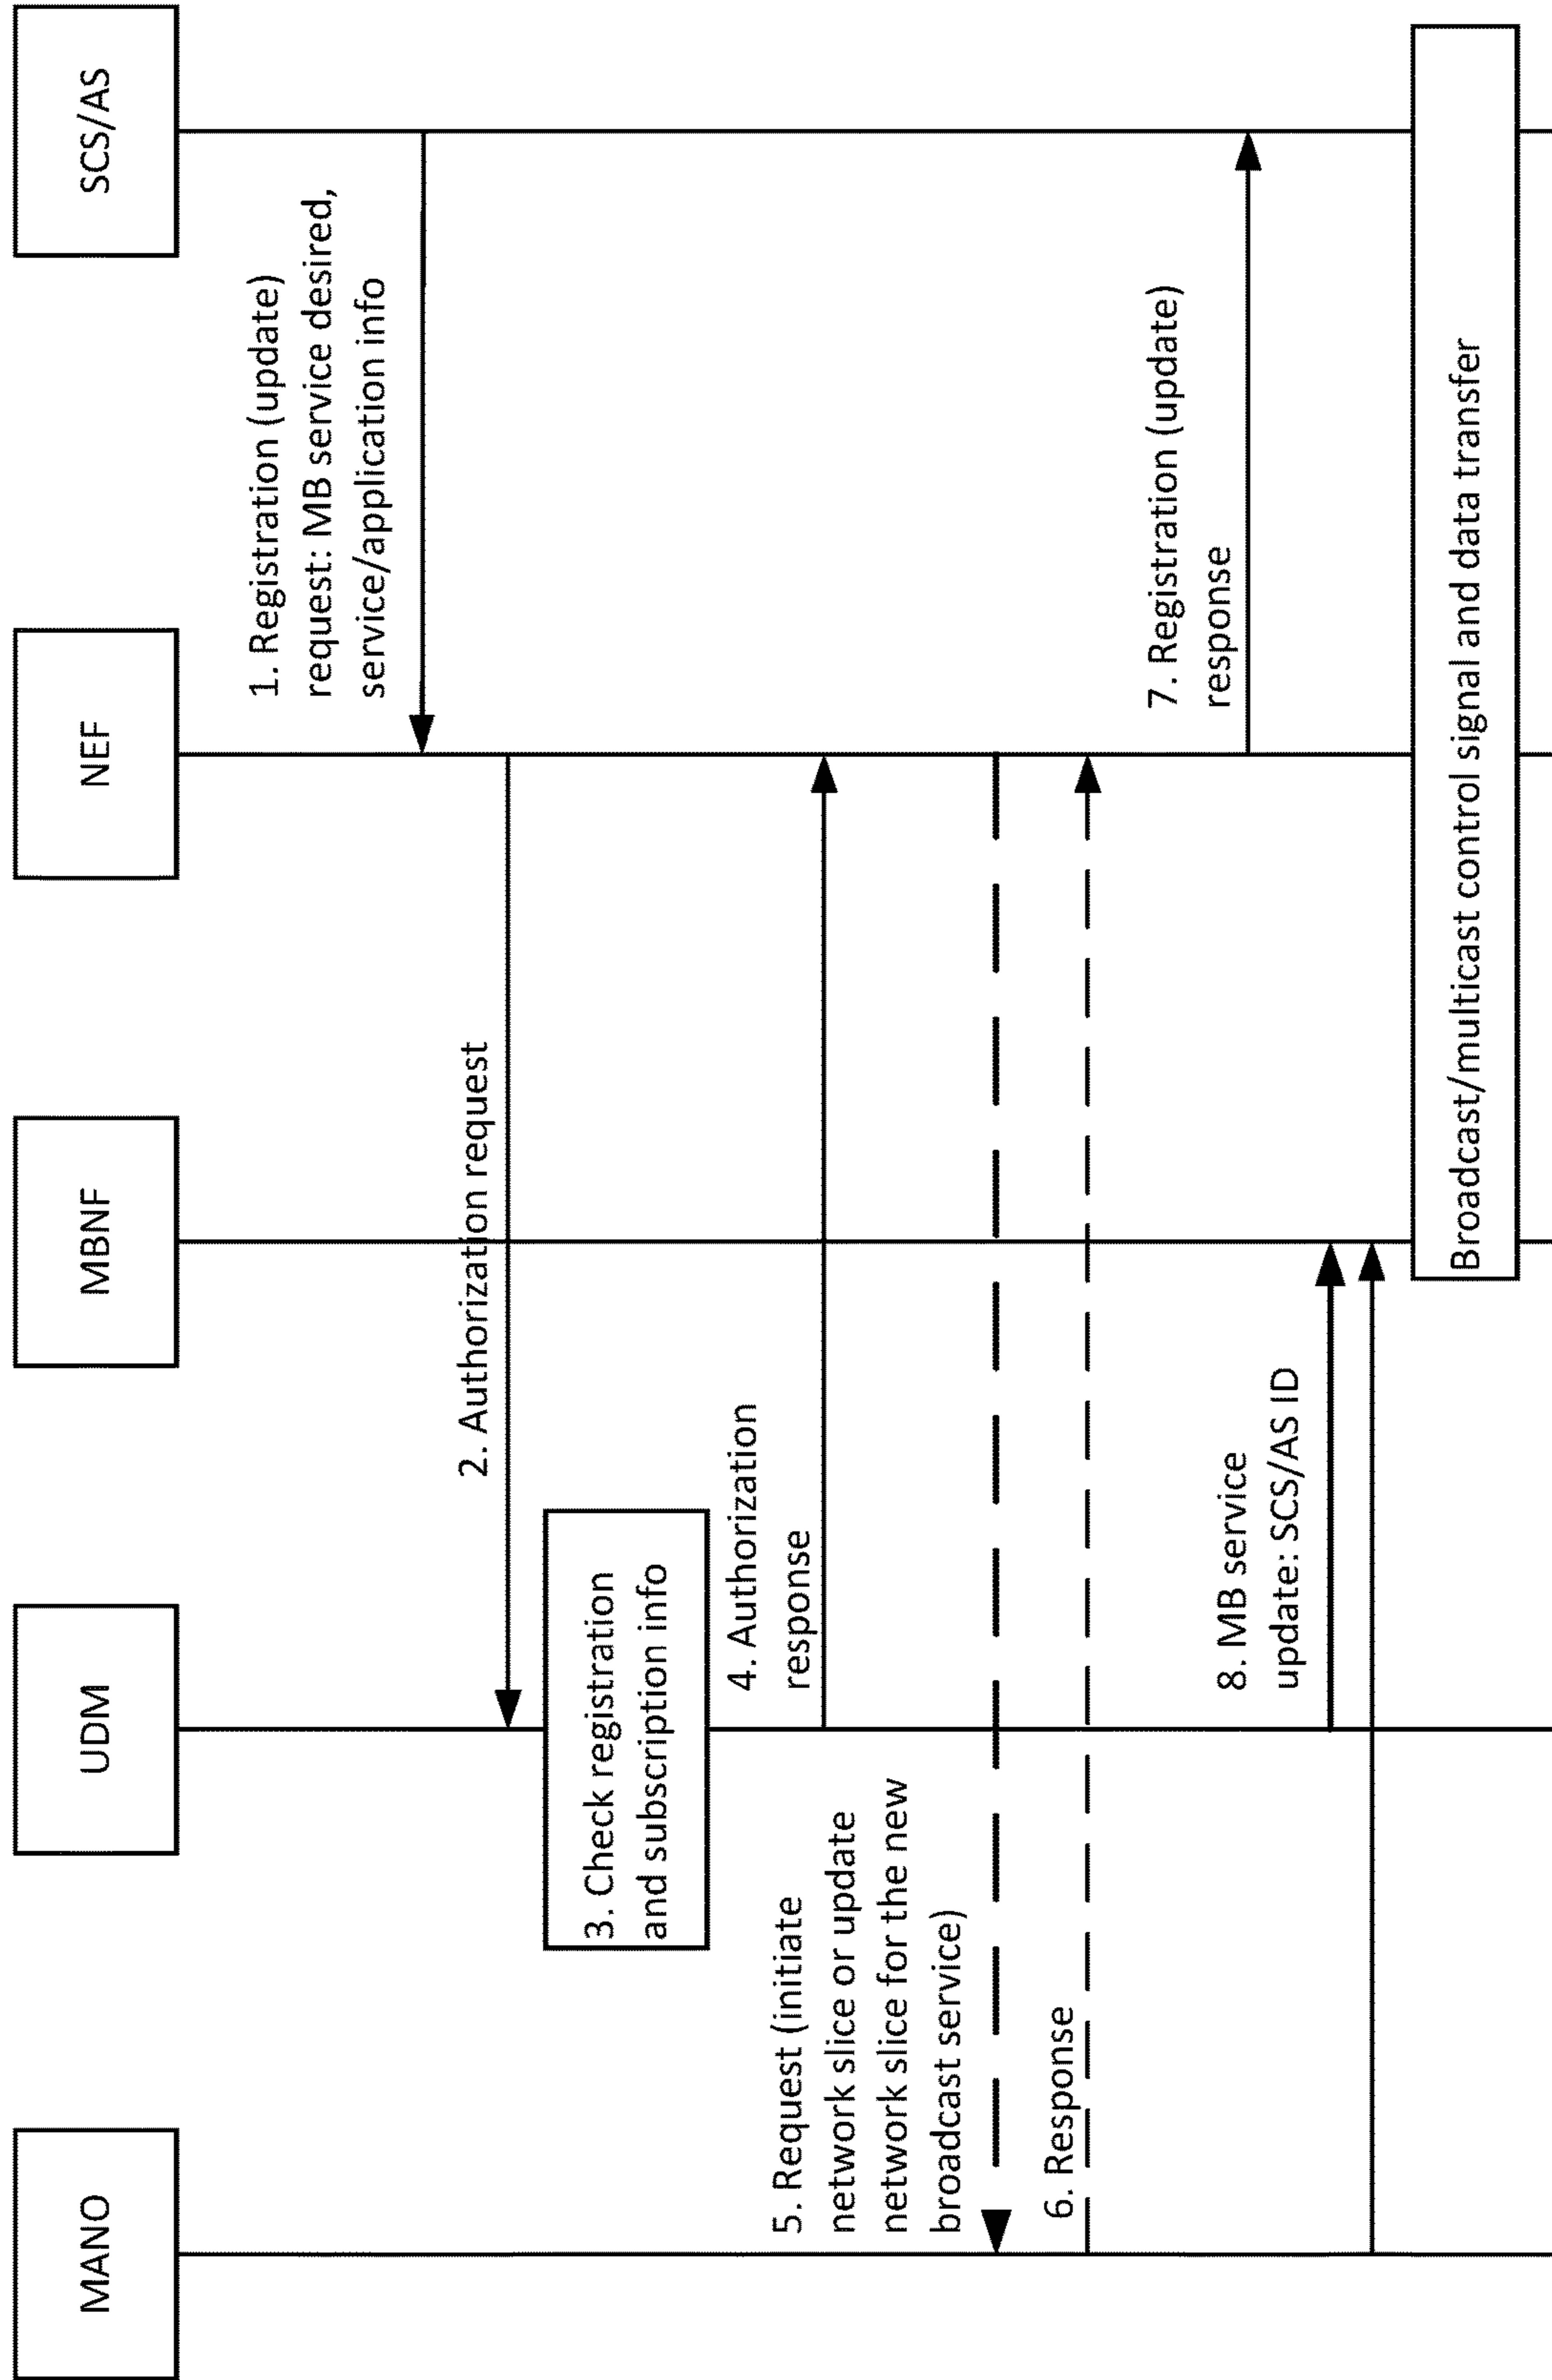 MANO
UDM
MBNF
NEF
SCS/AS
1. Registration (update)
request: MB service desired,
service/application info
2. Authorization request
3. Check registration
and subscription info
4. Authorization
response
5. Request (initiate
network slice or update
network slice for the new
broadcast service)
6. Response
7. Registration (update)
response
8. MB service
update: SCS/AS ID
Broadcast/multicast control signal and data transfer